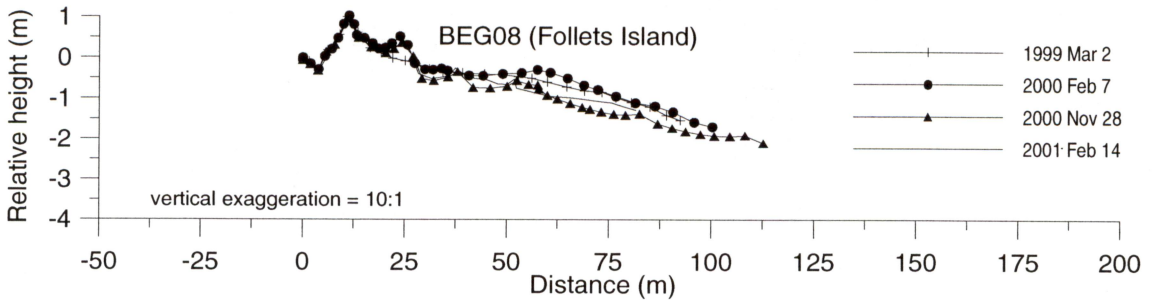 BEG08 (Follets Island)
Relative height (m)
1
0
-1
-2
-3
-4
1999 Mar 2
2000 Feb 7
2000 Nov 28
2001 Feb 14
vertical exaggeration = 10:1
-50 -25 0 25 50 75 100 125 150 175 200
Distance (m)